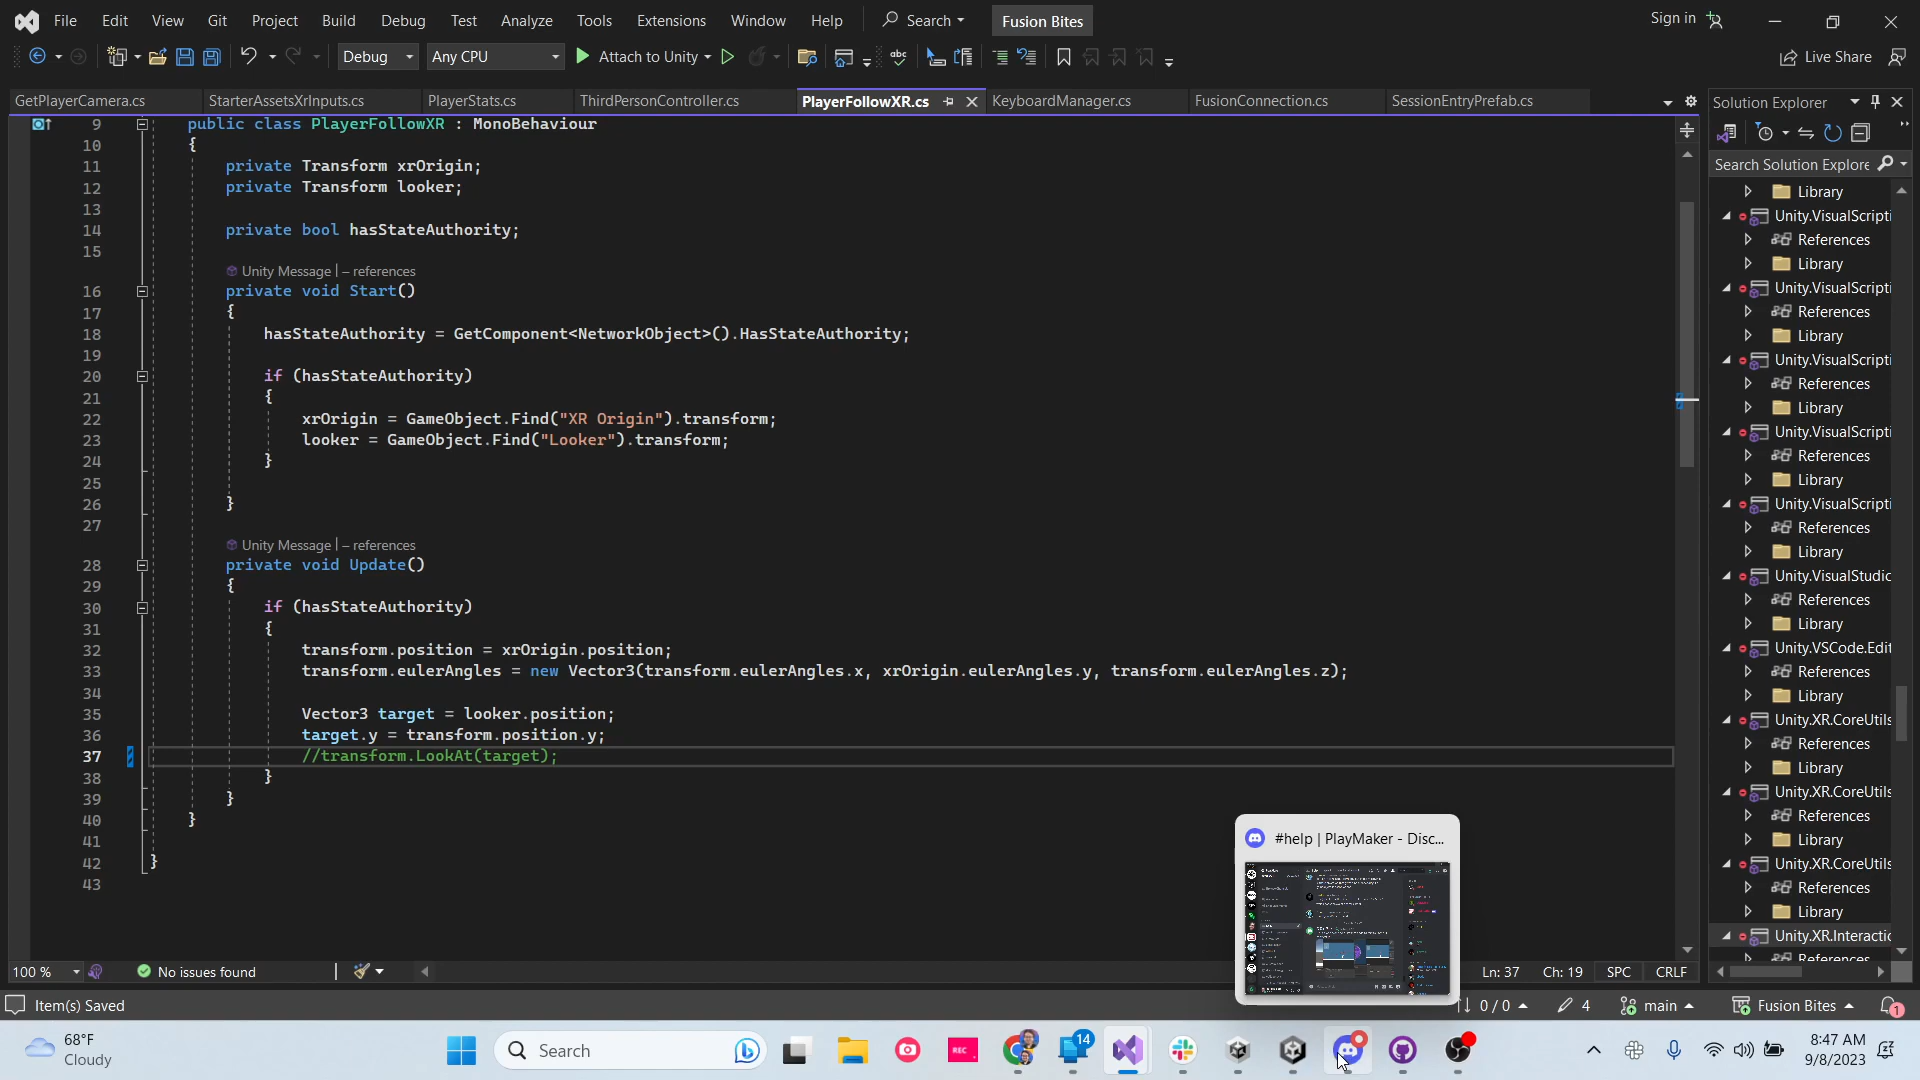 File Edit View Git Project Build Debug Test Analyze Tools Extensions Window Help Search Fusion Bites Sign in
Debug Any CPU Attach to Unity Live Share
GetPlayerCamera.cs StarterAssetsXrInputs.cs PlayerStats.cs ThirdPersonController.cs PlayerFollowXR.cs KeyboardManager.cs FusionConnection.cs SessionEntryPrefab.cs Solution Explorer
9 public class PlayerFollowXR : MonoBehaviour
10 {
11 private Transform xrOrigin;
12 private Transform looker;
13
14 private bool hasStateAuthority;
15
Unity Message | – references
16 private void Start()
17 {
18 hasStateAuthority = GetComponent<NetworkObject>().HasStateAuthority;
19
20 if (hasStateAuthority)
21 {
22 xrOrigin = GameObject.Find("XR Origin").transform;
23 looker = GameObject.Find("Looker").transform;
24 }
25
26 }
27
Unity Message | – references
28 private void Update()
29 {
30 if (hasStateAuthority)
31 {
32 transform.position = xrOrigin.position;
33 transform.eulerAngles = new Vector3(transform.eulerAngles.x, xrOrigin.eulerAngles.y, transform.eulerAngles.z);
34
35 Vector3 target = looker.position;
36 target.y = transform.position.y;
37 //transform.LookAt(target);
38 }
39 }
40 }
41
42 }
43
Search Solution Explore
Library
Unity.VisualScripti
References
Library
Unity.VisualScripti
References
Library
Unity.VisualScripti
References
Library
Unity.VisualScripti
References
Library
Unity.VisualScripti
References
Library
Unity.VisualStudic
References
Library
Unity.VSCode.Edit
References
Library
Unity.XR.CoreUtils
References
Library
Unity.XR.CoreUtils
References
Library
Unity.XR.CoreUtils
References
Library
Unity.XR.Interactic
References
#help | PlayMaker - Disc...
100 % No issues found Ln: 37 Ch: 19 SPC CRLF
Item(s) Saved 0 / 0 4 main Fusion Bites 1
68°F
Cloudy
Search
REC
14
8:47 AM
9/8/2023